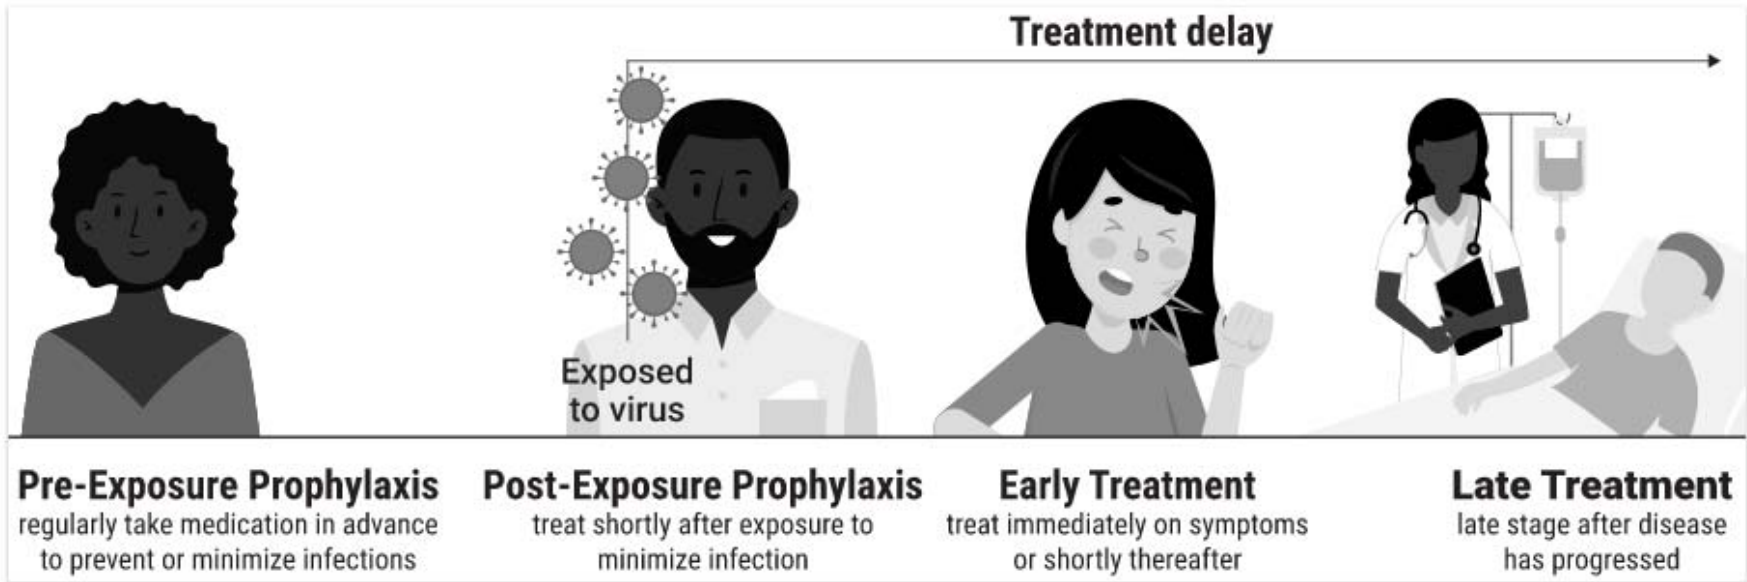 Treatment delay
Exposed
to virus
Pre-Exposure Prophylaxis
regularly take medication in advance
to prevent or minimize infections
Post-Exposure Prophylaxis
treat shortly after exposure to
minimize infection
Early Treatment
treat immediately on symptoms
or shortly thereafter
Late Treatment
late stage after disease
has progressed